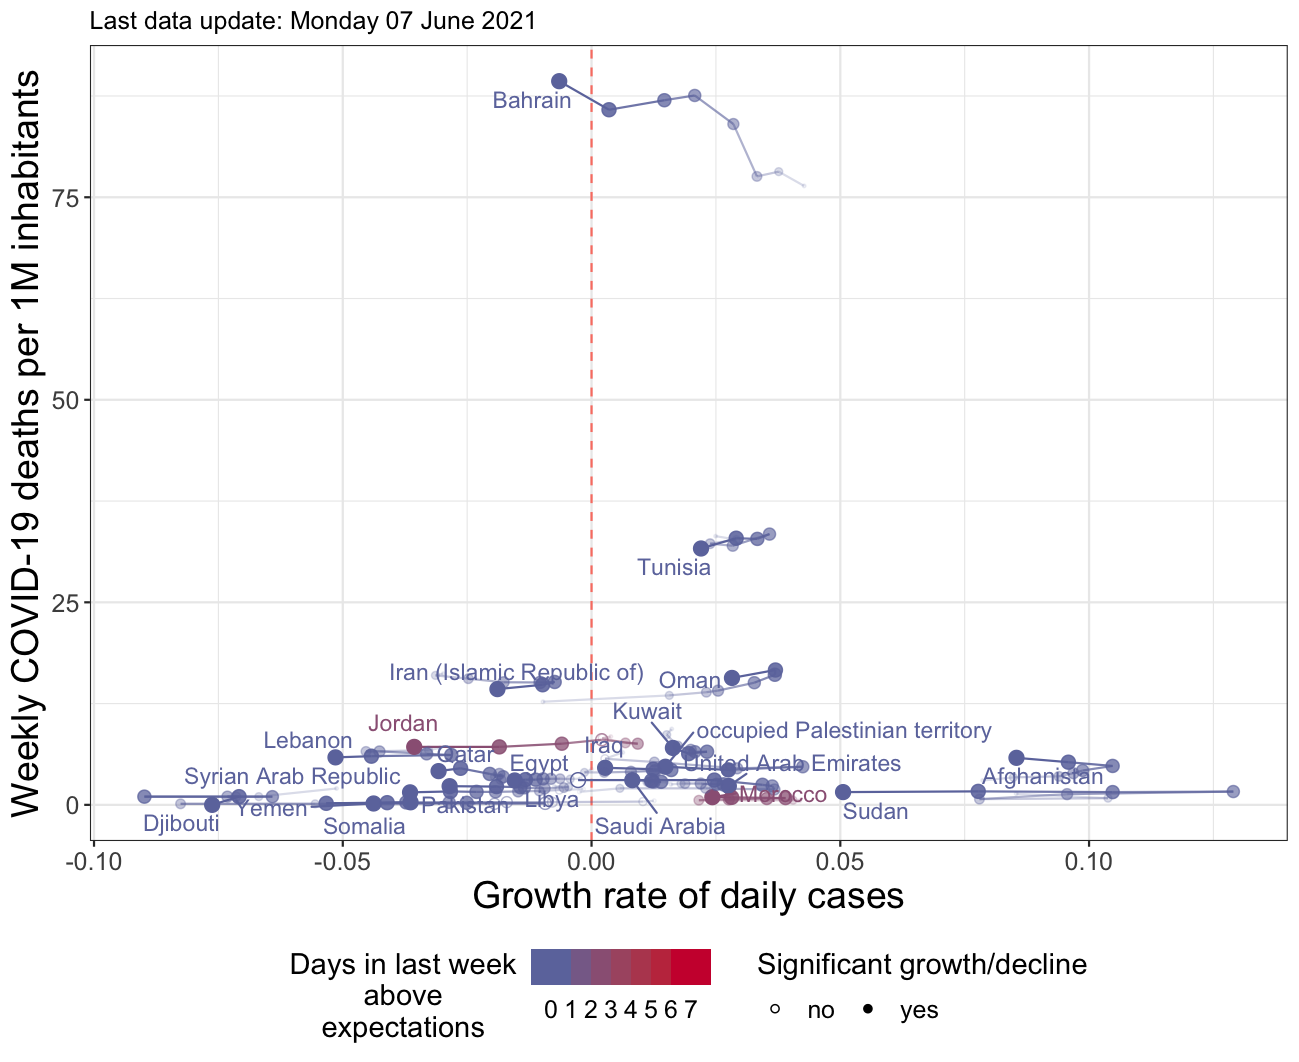 Last data update: Monday 07 June 2021
Weekly COVID-19 deaths per 1M inhabitants
75
50
25
0
Bahrain
Tunisia
Iran (Islamic Republic of)
Oman
Kuwait
Jordan
occupied Palestinian territory
Lebanon
Iraq
Qatar
Egypt
United Arab Emirates
Syrian Arab Republic
Afghanistan
Morocco
Yemen
Pakistan
Libya
Sudan
Djibouti
Somalia
Saudi Arabia
-0.10
-0.05
0.00
0.05
0.10
Growth rate of daily cases
Days in last week
above
expectations
0 1 2 3 4 5 6 7
Significant growth/decline
no
yes